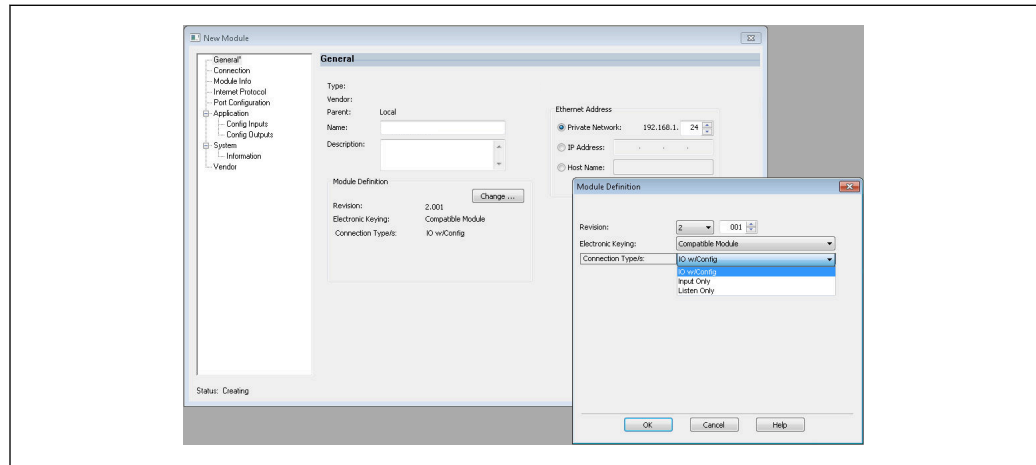 New Module
General*
Connection
Module Info
Internet Protocol
Port Configuration
Application
Config Inputs
Config Outputs
System
Information
Vendor
Status: Creating
General
Type:
Vendor:
Parent: Local
Name:
Description:
Module Definition
Change ...
Revision: 2.001
Electronic Keying: Compatible Module
Connection Type/s: IO w/Config
Ethernet Address
Private Network: 192.168.1. 24
IP Address: . . .
Host Name:
Module Definition
Revision: 2 001
Electronic Keying: Compatible Module
Connection Type/s: IO w/Config
IO w/Config
Input Only
Listen Only
OK Cancel Help